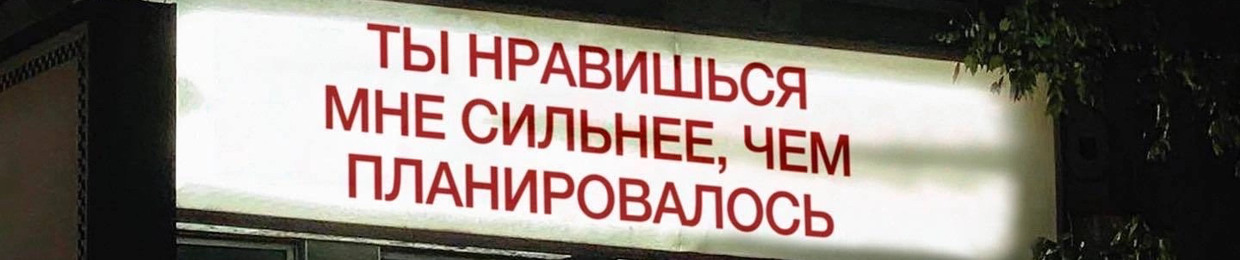 ТЫ НРАВИШЬСЯ
МНЕ СИЛЬНЕЕ, ЧЕМ
ПЛАНИРОВАЛОСЬ